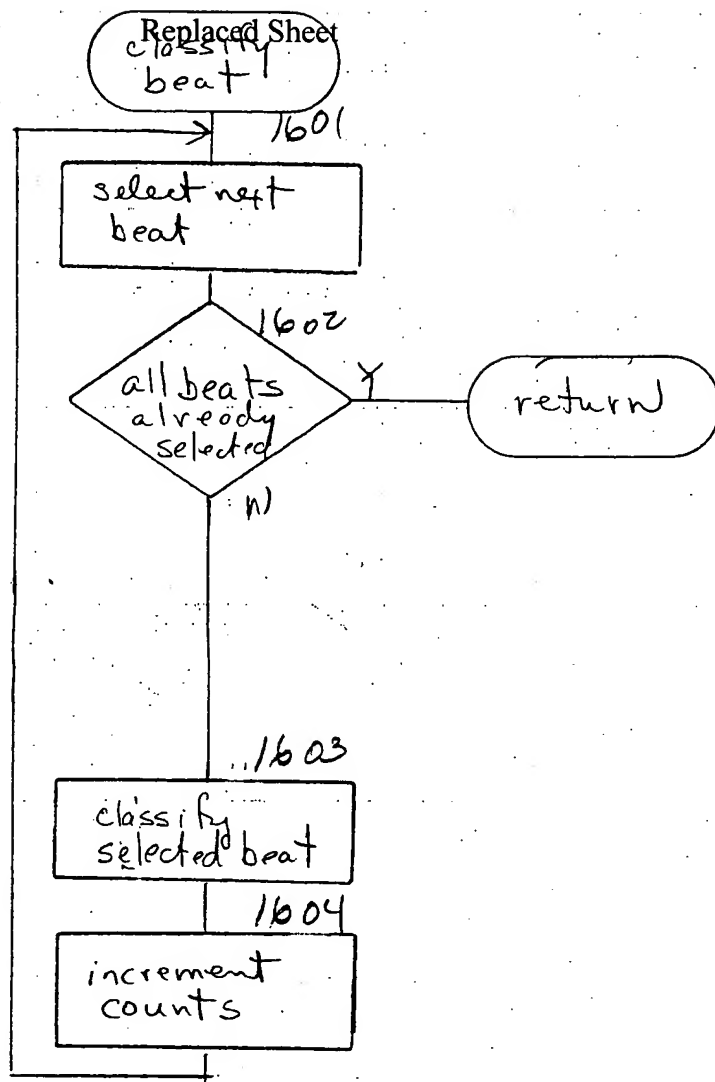 Replaced Sheet
classify
beat
1601
select next
beat
1602
all beats
already
selected
Y
return
N
1603
classify
selected beat
1604
increment
counts